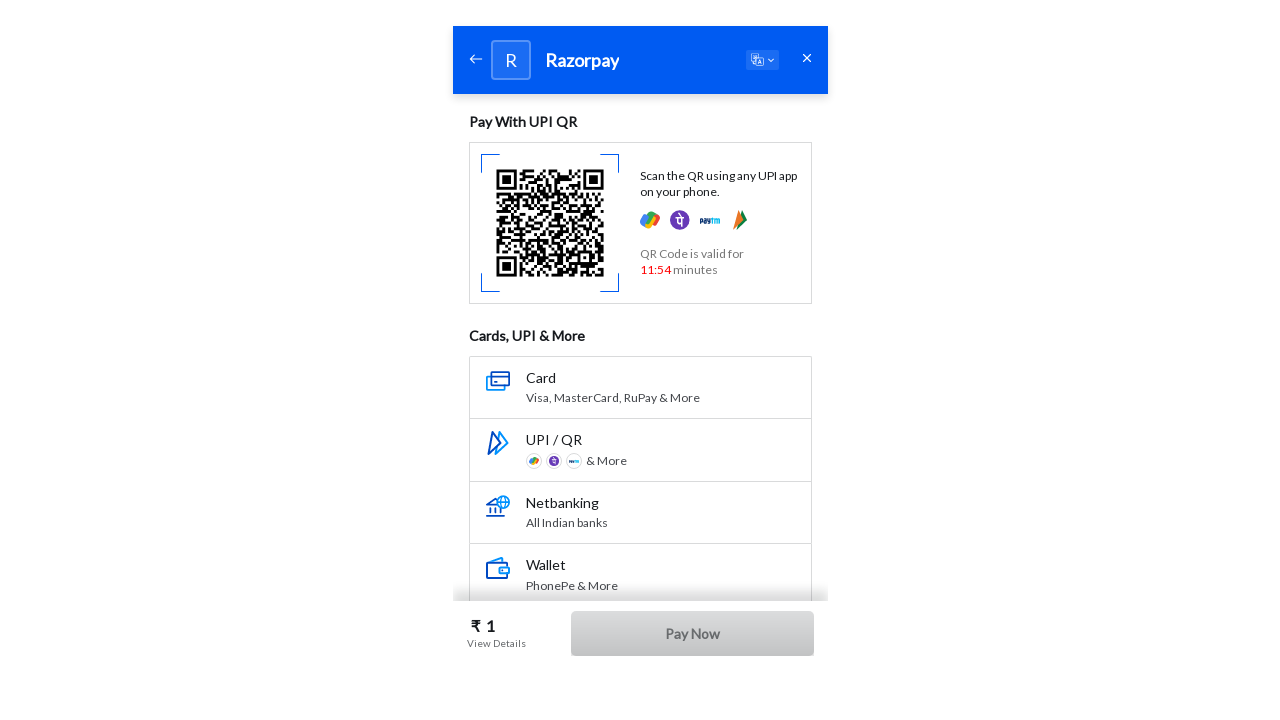 R
Razorpay
Pay With UPI QR
Scan the QR using any UPI app
on your phone.
paytm
QR Code is valid for
11:54 minutes
Cards, UPI & More
Card
Visa, MasterCard, RuPay & More
UPI / QR
& More
Netbanking
All Indian banks
Wallet
PhonePe & More
₹ 1
View Details
Pay Now